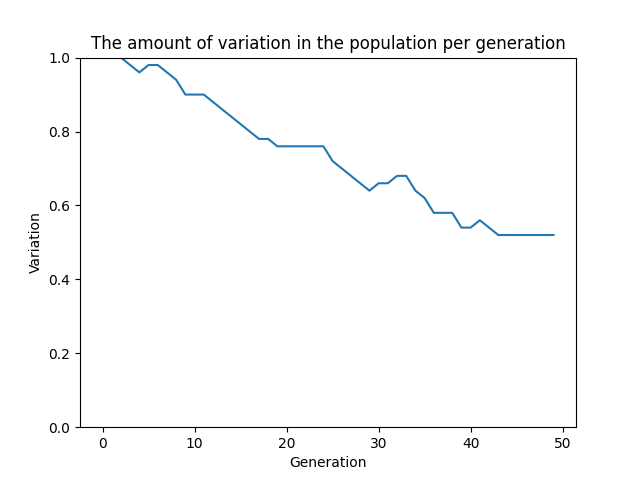 The amount of variation in the population per generation
1.0
0.8
0.6
0.4
0.2
0.0
Variation
0 10 20 30 40 50
Generation